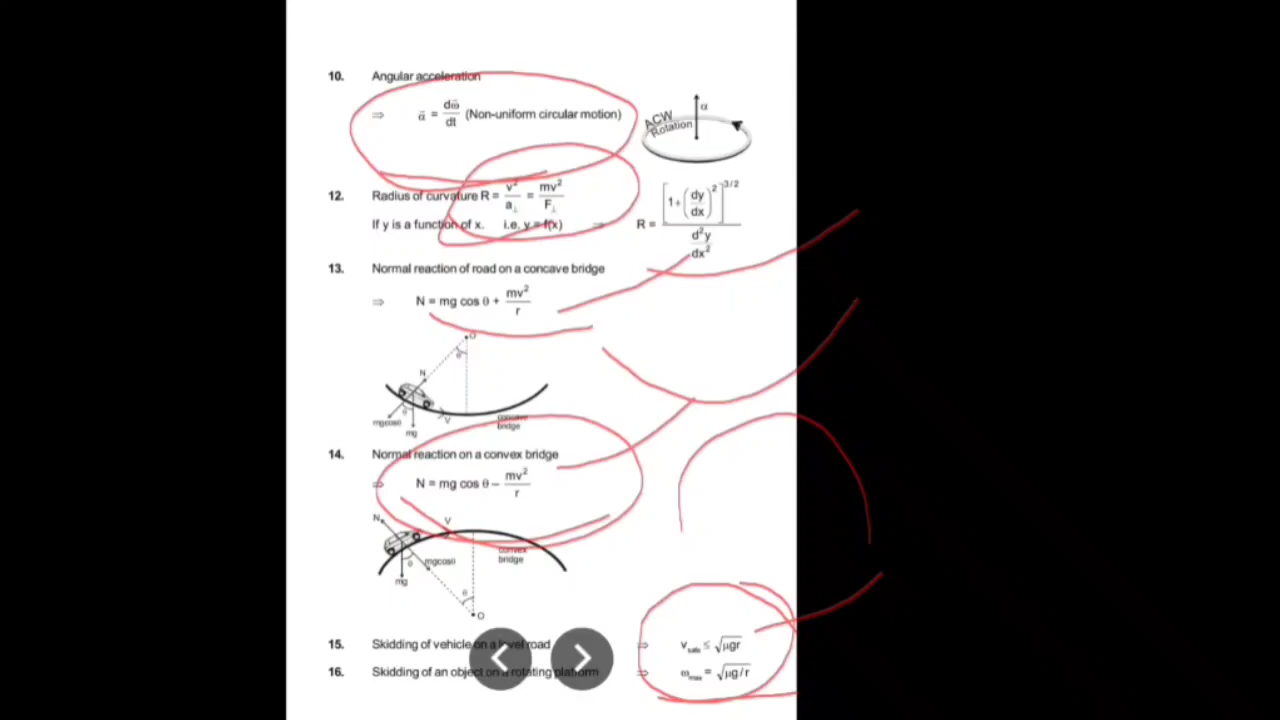 10. Angular acceleration
⇒ α⃗ = dω⃗/dt (Non-uniform circular motion)
α
ACW
Rotation
12. Radius of curvature R = v²/a⊥ = mv²/F⊥
If y is a function of x. i.e. y = f(x) ⇒ R = [1+(dy/dx)²]^3/2 / d²y/dx²
13. Normal reaction of road on a concave bridge
⇒ N = mg cos θ + mv²/r
O
θ
N
θ
mgcosθ
V
mg
concave
bridge
14. Normal reaction on a convex bridge
⇒ N = mg cos θ – mv²/r
N
V
convex
bridge
θ
mgcosθ
mg
θ
O
15. Skidding of vehicle on a level road ⇒ v_safe ≤ √μgr
16. Skidding of an object on a rotating platform ⇒ ω_max = √μg/r